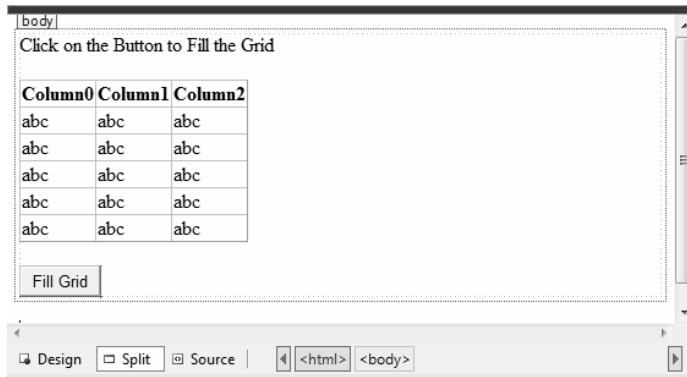 body
Click on the Button to Fill the Grid
Column0 Column1 Column2
abc abc abc
abc abc abc
abc abc abc
abc abc abc
abc abc abc
Fill Grid
Design Split Source <html> <body>